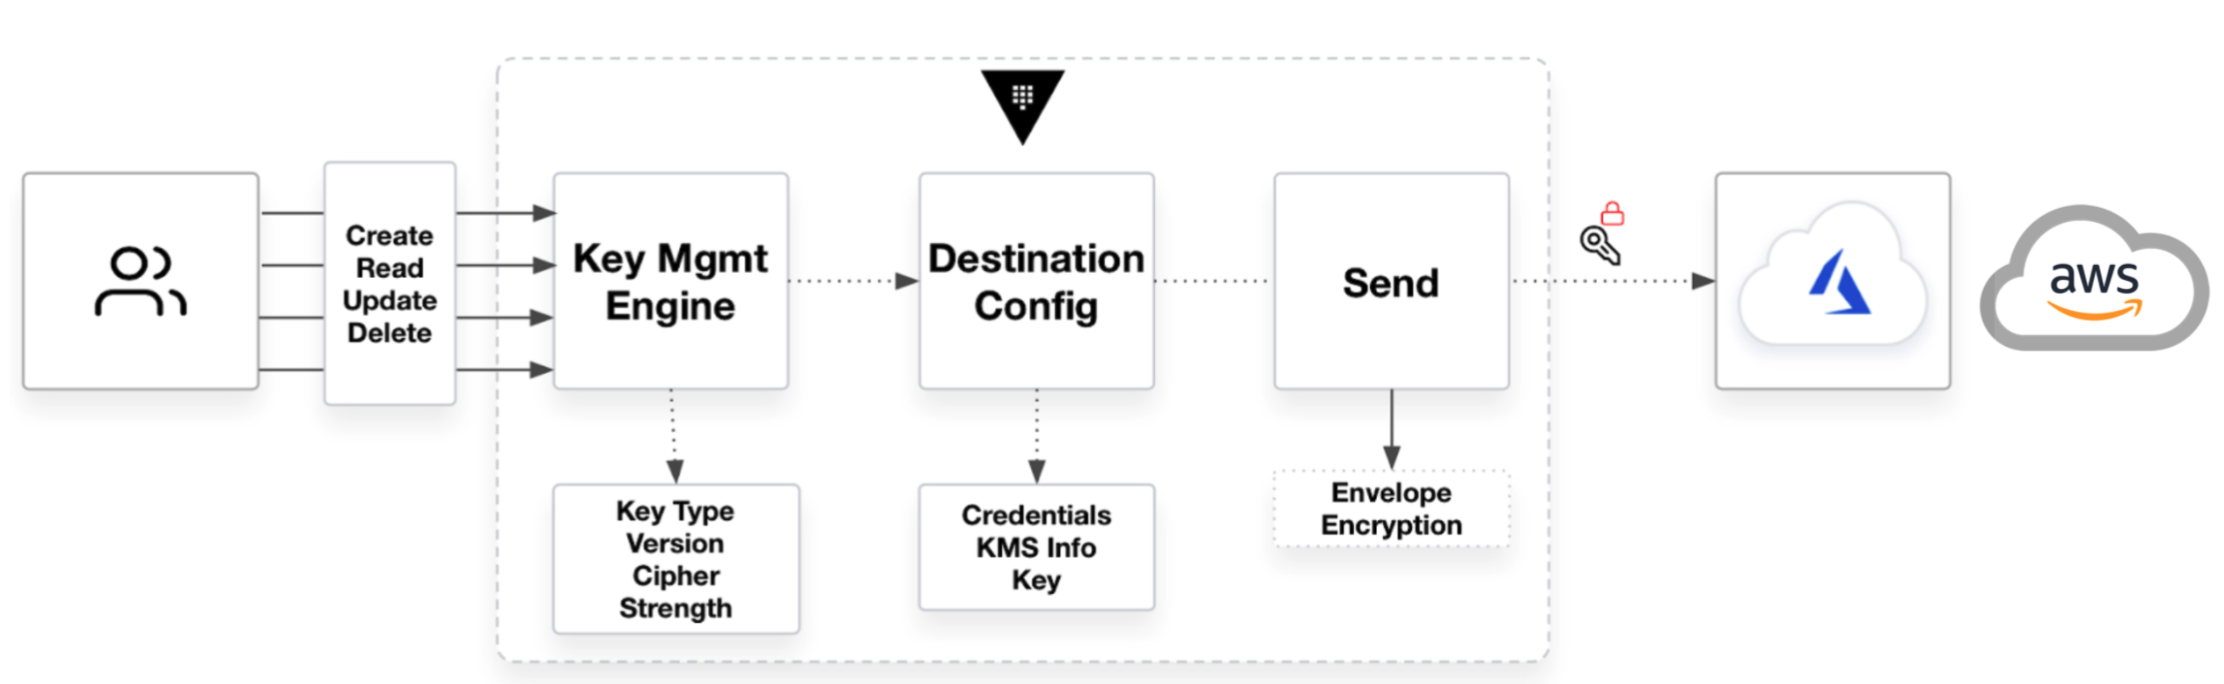 Create
Read
Update
Delete
Key Mgmt
Engine
Destination
Config
Send
aws
Key Type
Version
Cipher
Strength
Credentials
KMS Info
Key
Envelope
Encryption